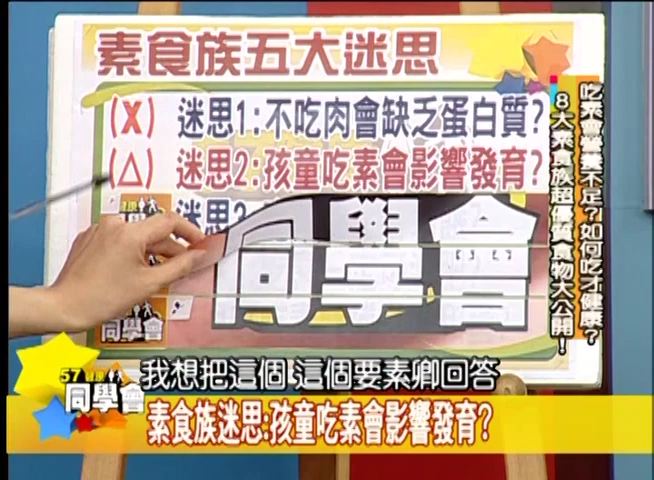 素食族五大迷思
(X) 迷思1:不吃肉會缺乏蛋白質?
(△) 迷思2:孩童吃素會影響發育?
迷思3
同學會
同學會
吃素會營養不足?如何吃才健康?
8大素食族超優質食物大公開!
57健康
同學會
我想把這個 這個要素卿回答
素食族迷思:孩童吃素會影響發育?